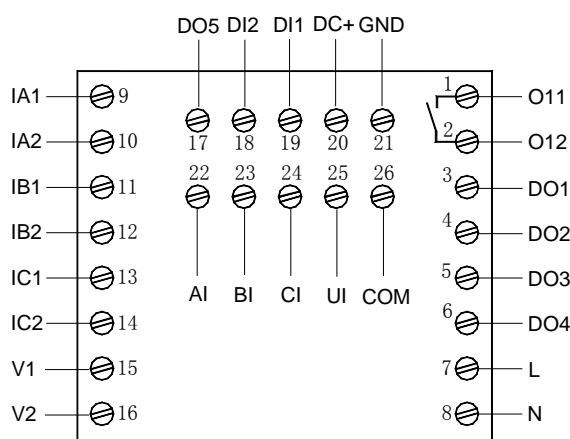 DO5 DI2 DI1 DC+ GND
IA1 9 1 O11
17 18 19 20 21
IA2 10 2 O12
22 23 24 25 26
IB1 11 3 DO1
IB2 12 4 DO2
IC1 13 5 DO3
AI BI CI UI COM
IC2 14 6 DO4
V1 15 7 L
V2 16 8 N